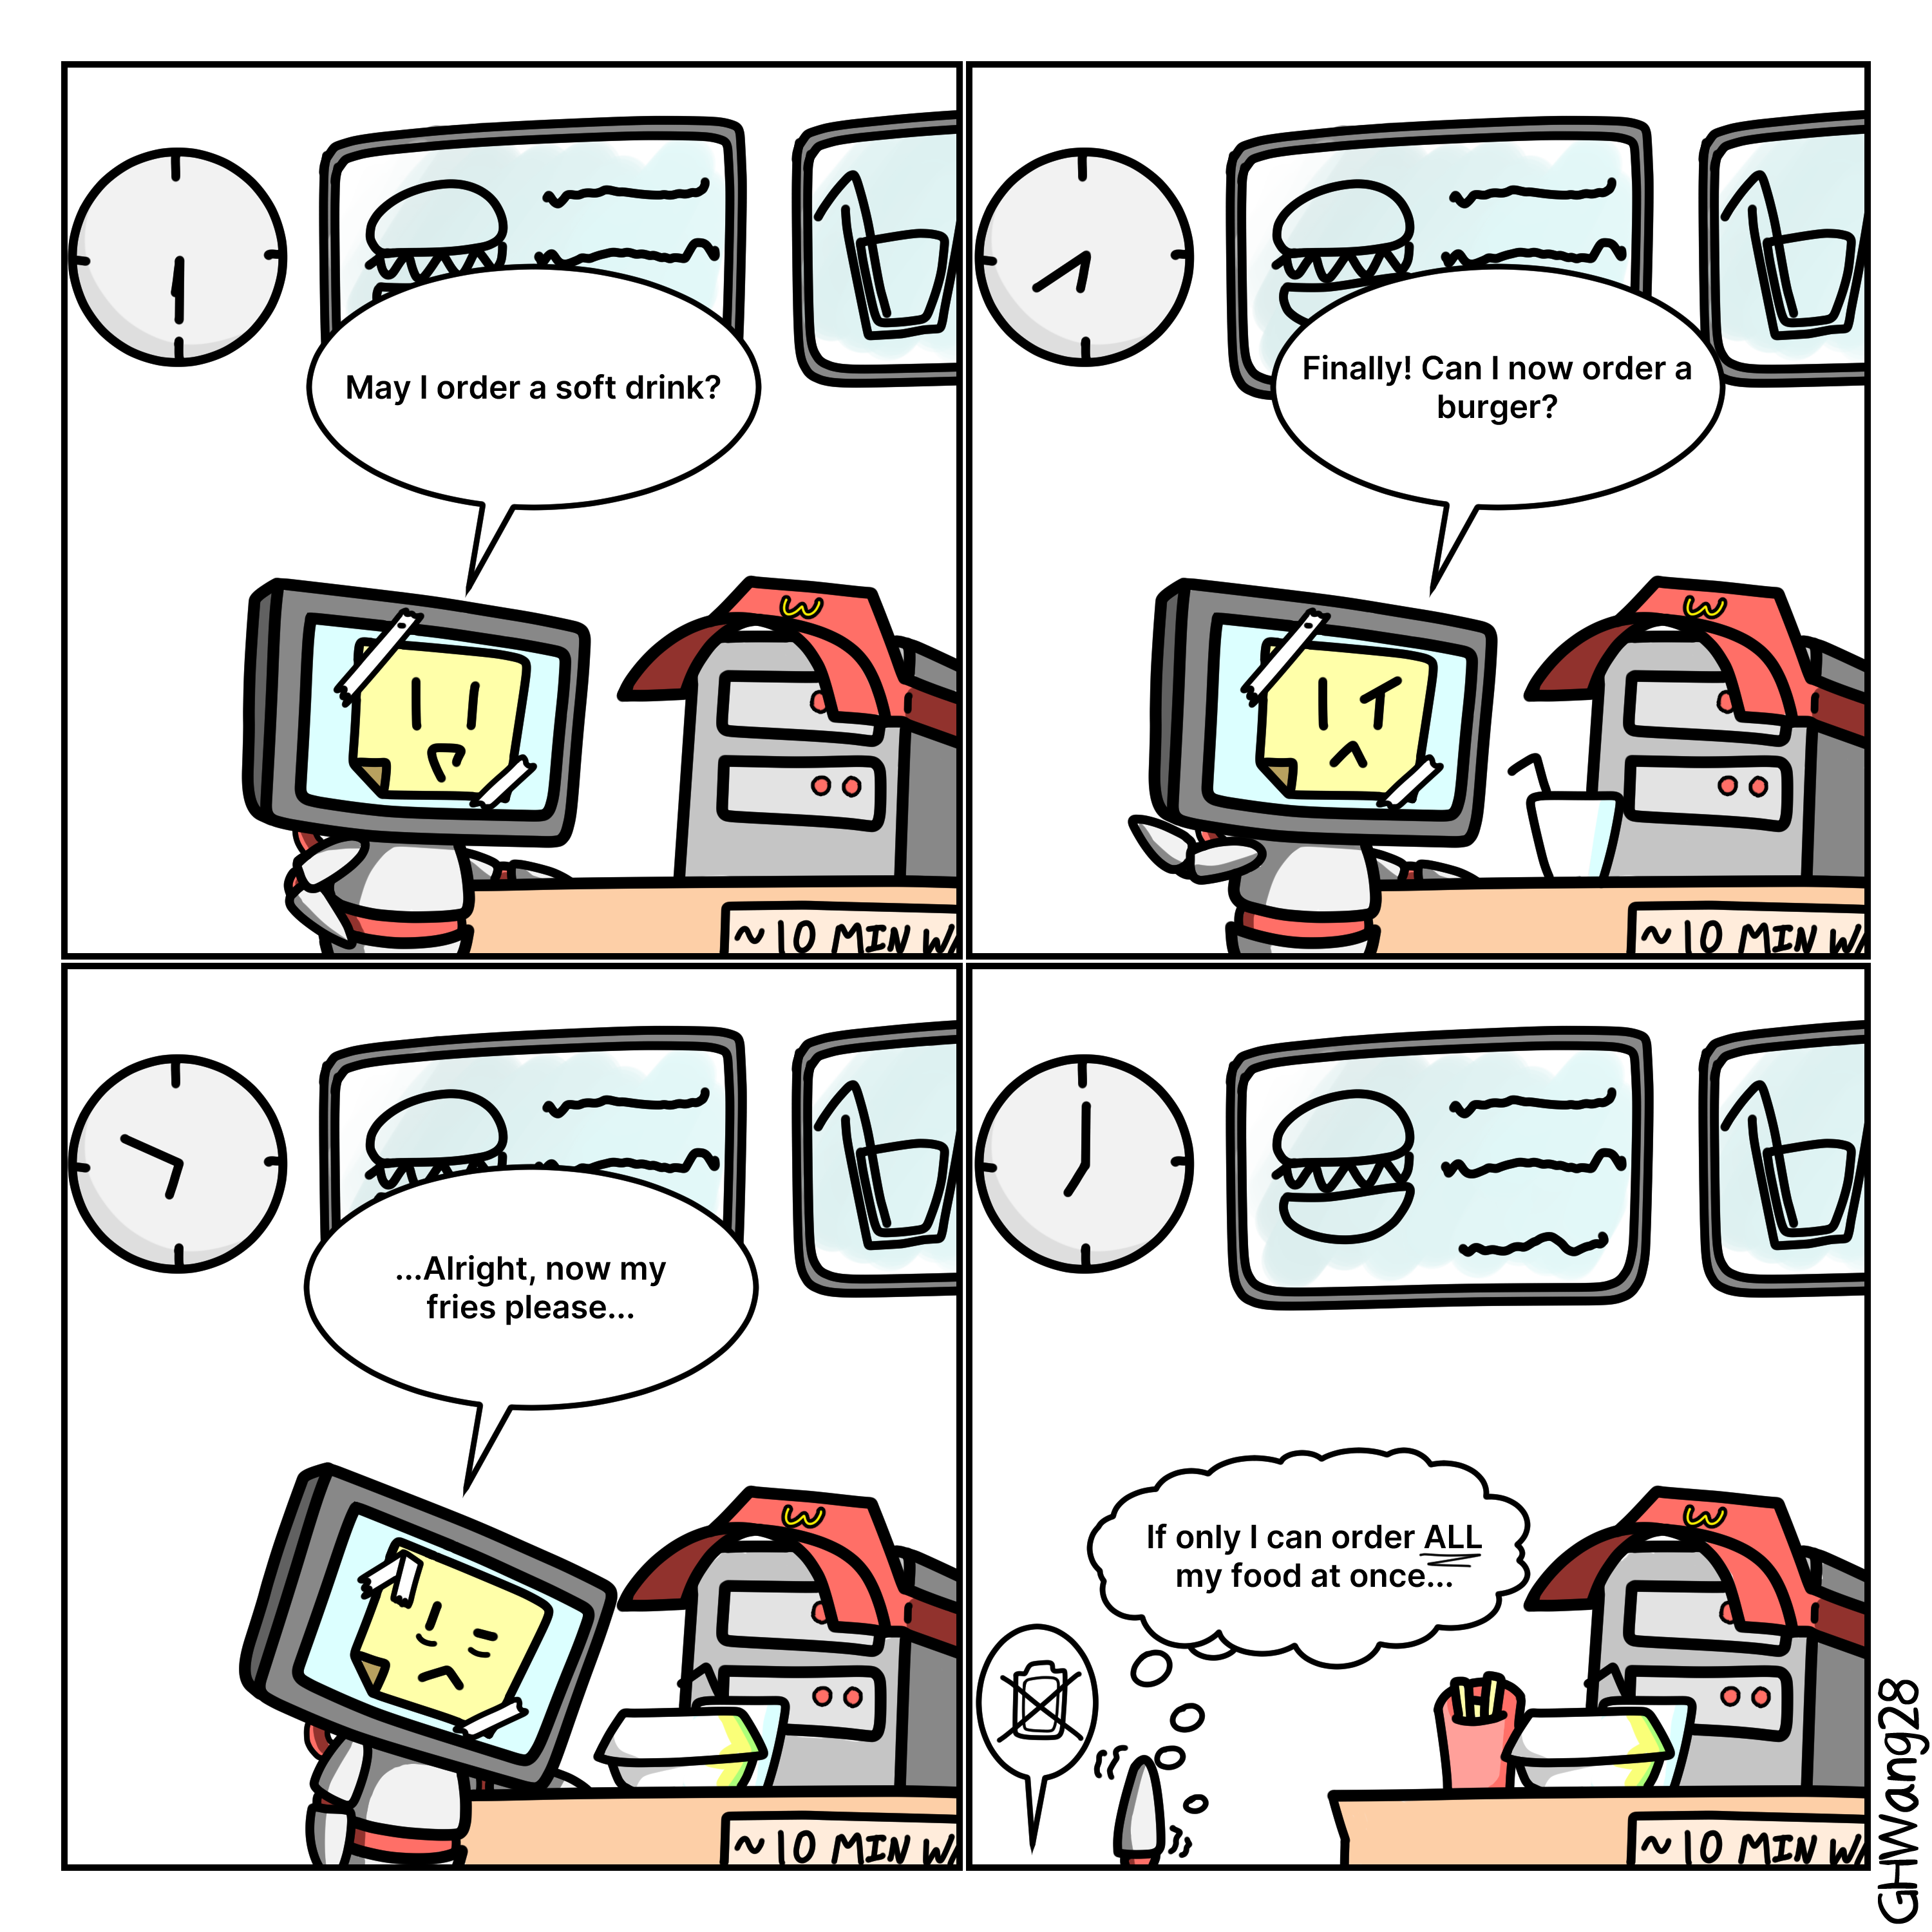 May I order a soft drink?
~10 MIN
Finally! Can I now order a
burger?
~10 MIN
...Alright, now my
fries please...
~10 MIN
If only I can order ALL
my food at once...
~10 MIN
GHWang28